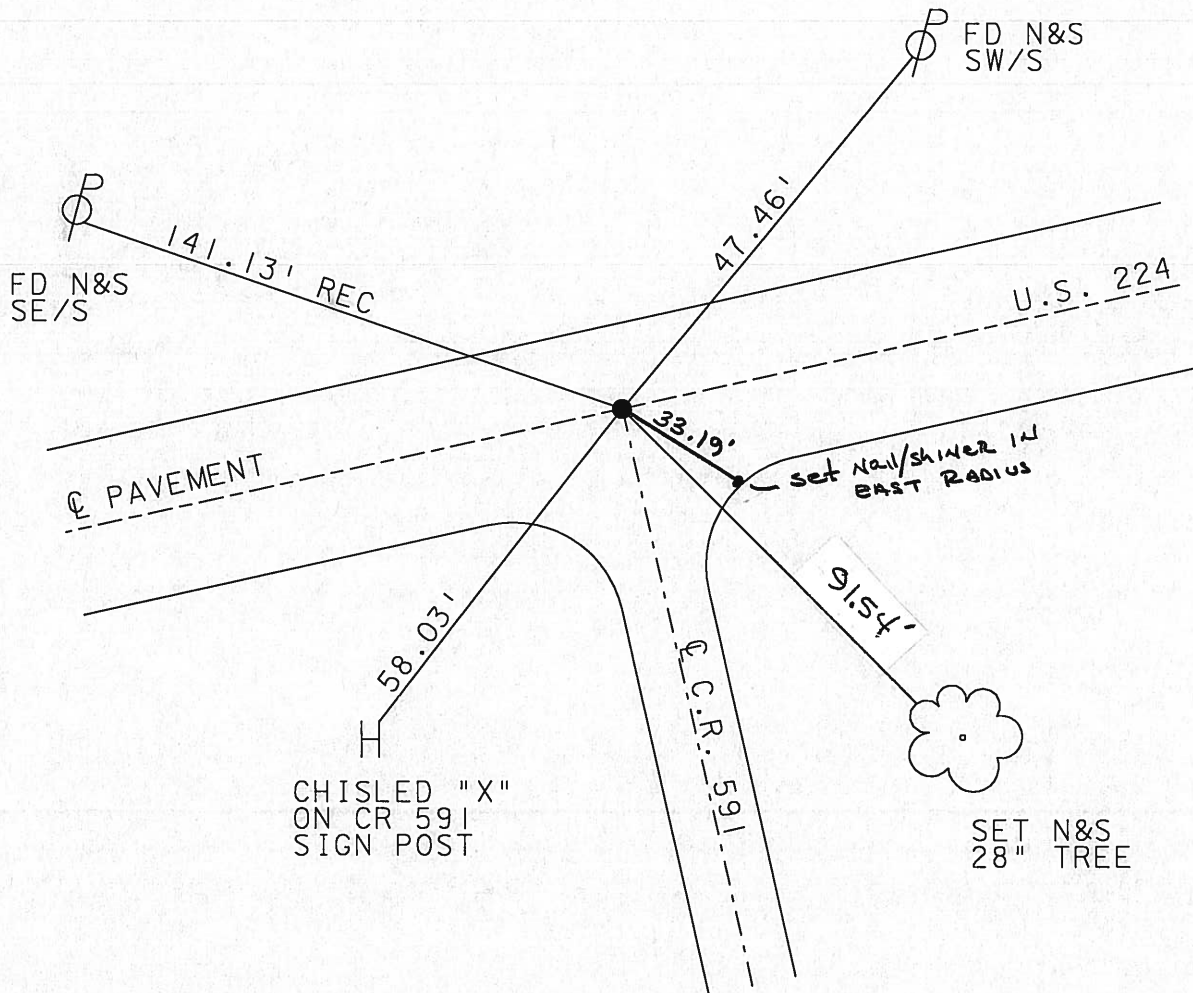 FD N&S
SW/S
FD N&S
SE/S
141.13' REC
47.46'
U.S. 224
33.19'
set Nail/ShiNER IN
EAST RADIUS
℄ PAVEMENT
58.03'
91.54'
℄ C.R. 591
CHISLED "X"
ON CR 591
SIGN POST
SET N&S
28" TREE